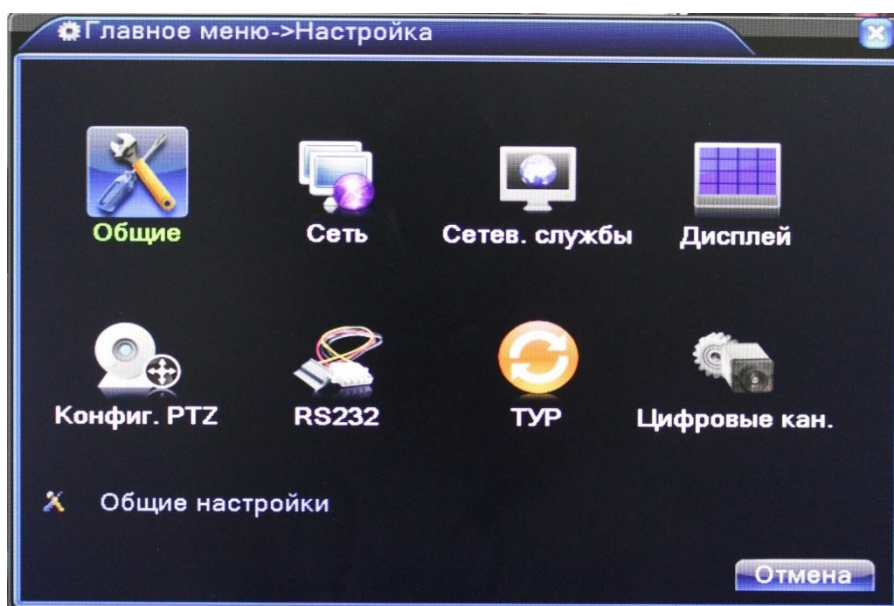 Главное меню->Настройка
Общие
Сеть
Сетев. службы
Дисплей
Конфиг. PTZ
RS232
ТУР
Цифровые кан.
Общие настройки
Отмена